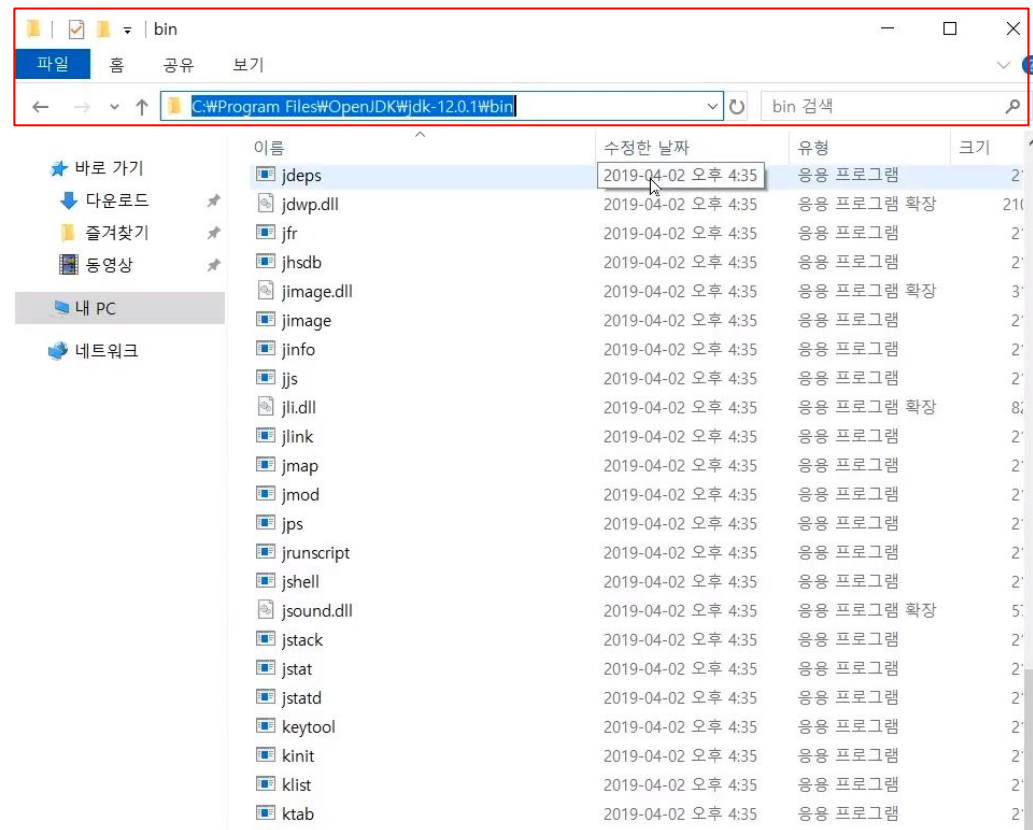 bin
파일 홈 공유 보기
C:₩Program Files₩OpenJDK₩jdk-12.0.1₩bin bin 검색
이름 수정한 날짜 유형 크기
바로 가기
다운로드
즐겨찾기
동영상
내 PC
네트워크
jdeps 2019-04-02 오후 4:35 응용 프로그램
jdwp.dll 2019-04-02 오후 4:35 응용 프로그램 확장
jfr 2019-04-02 오후 4:35 응용 프로그램
jhsdb 2019-04-02 오후 4:35 응용 프로그램
jimage.dll 2019-04-02 오후 4:35 응용 프로그램 확장
jimage 2019-04-02 오후 4:35 응용 프로그램
jinfo 2019-04-02 오후 4:35 응용 프로그램
jjs 2019-04-02 오후 4:35 응용 프로그램
jli.dll 2019-04-02 오후 4:35 응용 프로그램 확장
jlink 2019-04-02 오후 4:35 응용 프로그램
jmap 2019-04-02 오후 4:35 응용 프로그램
jmod 2019-04-02 오후 4:35 응용 프로그램
jps 2019-04-02 오후 4:35 응용 프로그램
jrunscript 2019-04-02 오후 4:35 응용 프로그램
jshell 2019-04-02 오후 4:35 응용 프로그램
jsound.dll 2019-04-02 오후 4:35 응용 프로그램 확장
jstack 2019-04-02 오후 4:35 응용 프로그램
jstat 2019-04-02 오후 4:35 응용 프로그램
jstatd 2019-04-02 오후 4:35 응용 프로그램
keytool 2019-04-02 오후 4:35 응용 프로그램
kinit 2019-04-02 오후 4:35 응용 프로그램
klist 2019-04-02 오후 4:35 응용 프로그램
ktab 2019-04-02 오후 4:35 응용 프로그램